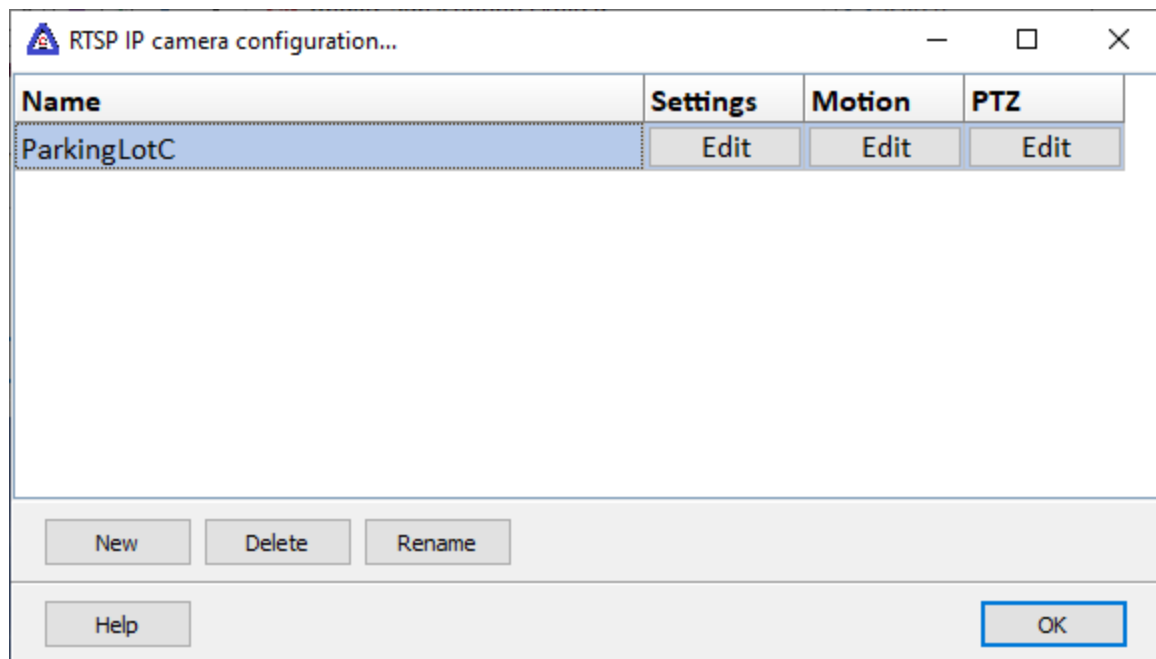 RTSP IP camera configuration...
Name Settings Motion PTZ
ParkingLotC Edit Edit Edit
New Delete Rename
Help OK